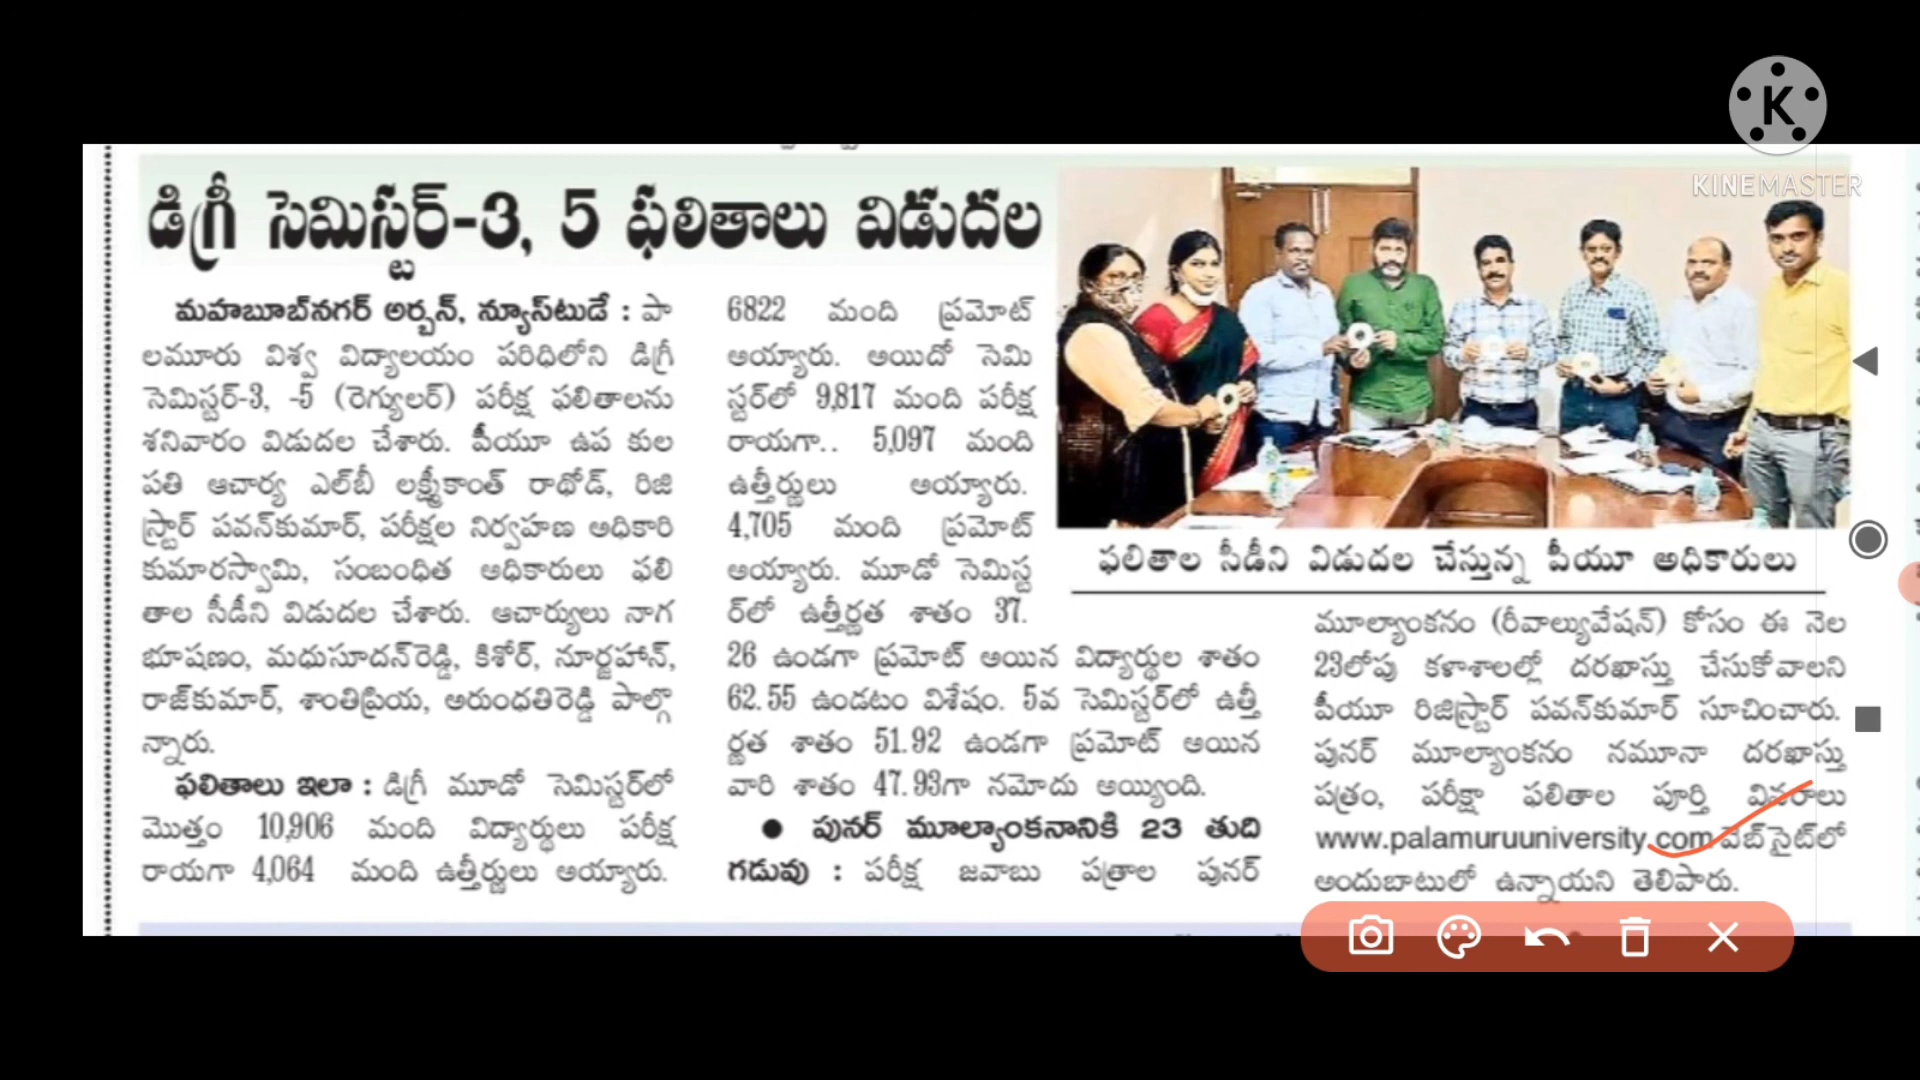 K
KINEMASTER
డిగ్రీ సెమిస్టర్-3, 5 ఫలితాలు విడుదల
మహబూబ్‌నగర్ అర్బన్, న్యూస్‌టుడే : పా
లమూరు విశ్వ విద్యాలయం పరిధిలోని డిగ్రీ
సెమిస్టర్-3, -5 (రెగ్యులర్) పరీక్ష ఫలితాలను
శనివారం విడుదల చేశారు. పీయూ ఉప కుల
పతి ఆచార్య ఎల్‌బీ లక్ష్మీకాంత్ రాథోడ్, రిజి
స్ట్రార్ పవన్‌కుమార్, పరీక్షల నిర్వహణ అధికారి
కుమారస్వామి, సంబంధిత అధికారులు ఫలి
తాల సీడీని విడుదల చేశారు. ఆచార్యులు నాగ
భూషణం, మధుసూదన్‌రెడ్డి, కిశోర్, నూర్జహాన్,
రాజ్‌కుమార్, శాంతిప్రియ, అరుంధతిరెడ్డి పాల్గొ
న్నారు.
ఫలితాలు ఇలా : డిగ్రీ మూడో సెమిస్టర్‌లో
మొత్తం 10,906 మంది విద్యార్థులు పరీక్ష
రాయగా 4,064 మంది ఉత్తీర్ణులు అయ్యారు.
6822 మంది ప్రమోట్
అయ్యారు. అయిదో సెమి
స్టర్‌లో 9,817 మంది పరీక్ష
రాయగా.. 5,097 మంది
ఉత్తీర్ణులు అయ్యారు.
4,705 మంది ప్రమోట్
అయ్యారు. మూడో సెమిస్ట
ర్‌లో ఉత్తీర్ణత శాతం 37.
26 ఉండగా ప్రమోట్ అయిన విద్యార్థుల శాతం
62.55 ఉండటం విశేషం. 5వ సెమిస్టర్‌లో ఉత్తీ
ర్ణత శాతం 51.92 ఉండగా ప్రమోట్ అయిన
వారి శాతం 47.93గా నమోదు అయ్యింది.
● పునర్ మూల్యాంకనానికి 23 తుది
గడువు : పరీక్ష జవాబు పత్రాల పునర్
ఫలితాల సీడీని విడుదల చేస్తున్న పీయూ అధికారులు
మూల్యాంకనం (రీవాల్యువేషన్) కోసం ఈ నెల
23లోపు కళాశాలల్లో దరఖాస్తు చేసుకోవాలని
పీయూ రిజిస్ట్రార్ పవన్‌కుమార్ సూచించారు.
పునర్ మూల్యాంకనం నమూనా దరఖాస్తు
పత్రం, పరీక్షా ఫలితాల పూర్తి వివరాలు
www.palamuruuniversity.com వెబ్‌సైట్‌లో
అందుబాటులో ఉన్నాయని తెలిపారు.